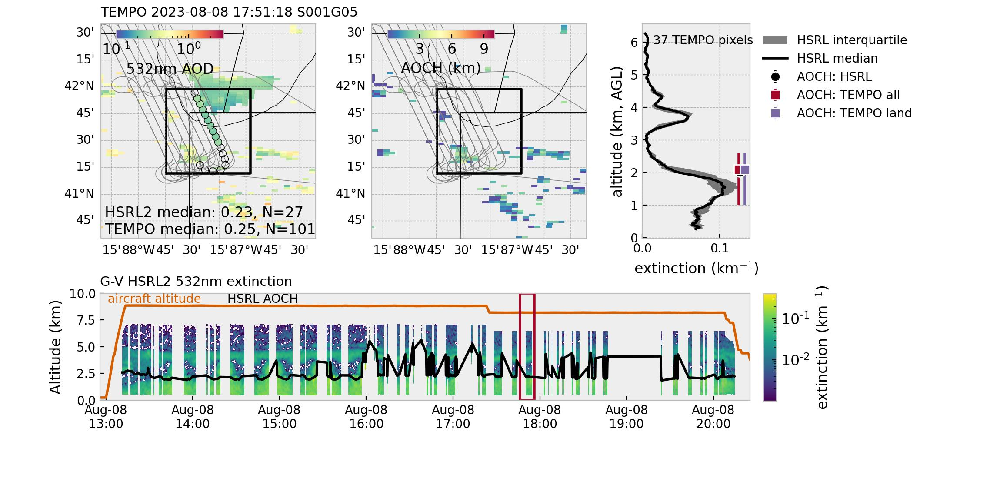 TEMPO 2023-08-08 17:51:18 S001G05
30'
15'
42°N
45'
30'
15'
41°N
45'
10^-1 10^0
532nm AOD
HSRL2 median: 0.23, N=27
TEMPO median: 0.25, N=101
15' 88°W 45' 30' 15' 87°W 45' 30'
30'
15'
42°N
45'
30'
15'
41°N
45'
3 6 9
AOCH (km)
15' 88°W 45' 30' 15' 87°W 45' 30'
altitude (km, AGL)
6
5
4
3
2
1
0
37 TEMPO pixels
0.0 0.1
extinction (km^−1)
HSRL interquartile
HSRL median
AOCH: HSRL
AOCH: TEMPO all
AOCH: TEMPO land
G-V HSRL2 532nm extinction
Altitude (km)
10.0
7.5
5.0
2.5
0.0
aircraft altitude HSRL AOCH
Aug-08 Aug-08 Aug-08 Aug-08 Aug-08 Aug-08 Aug-08 Aug-08
13:00 14:00 15:00 16:00 17:00 18:00 19:00 20:00
10^-1
10^-2
extinction (km^−1)